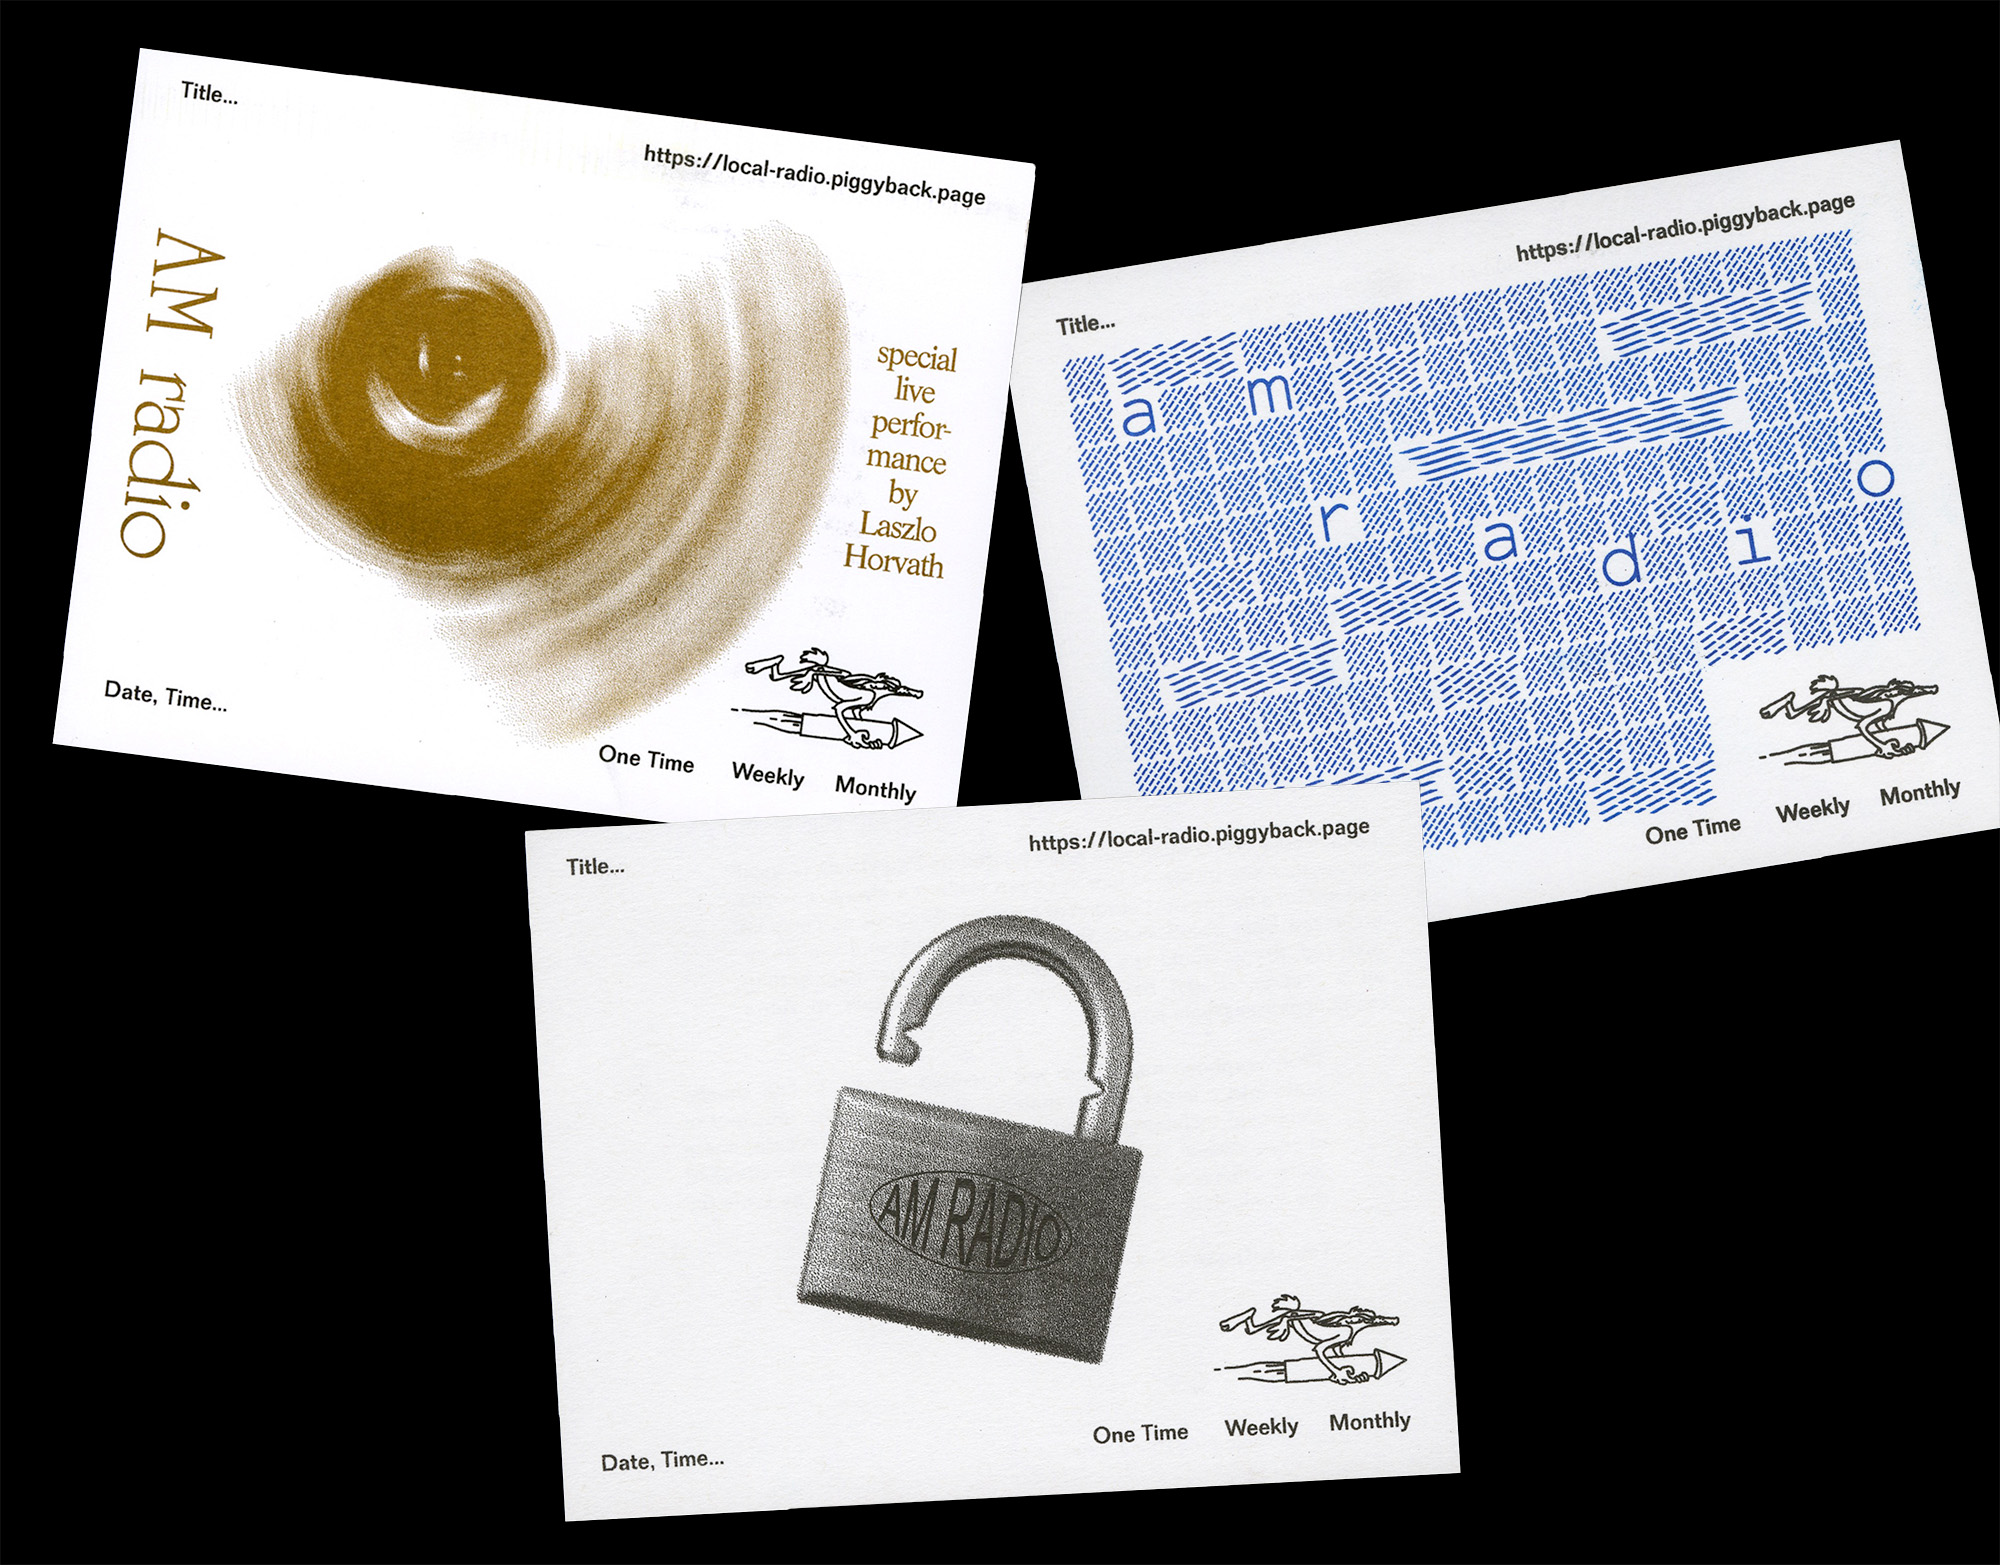 Title...
https://local-radio.piggyback.page
AM radio
special
live
perfor-
mance
by
Laszlo
Horvath
Date, Time...
One Time Weekly Monthly
https://local-radio.piggyback.page
Title...
am
radio
One Time Weekly Monthly
Title...
https://local-radio.piggyback.page
AM RADIO
Date, Time...
One Time Weekly Monthly